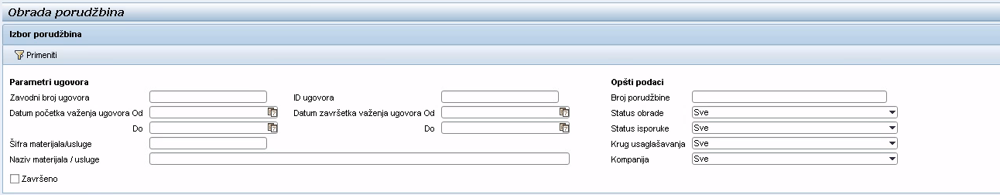 Obrada porudžbina
Izbor porudžbina
Primeniti
Parametri ugovora Opšti podaci
Zavodni broj ugovora ID ugovora Broj porudžbine
Datum početka važenja ugovora Od Datum završetka važenja ugovora Od Status obrade Sve
Do Do Status isporuke Sve
Šifra materijala/usluge Krug usaglašavanja Sve
Naziv materijala / usluge Kompanija Sve
Završeno